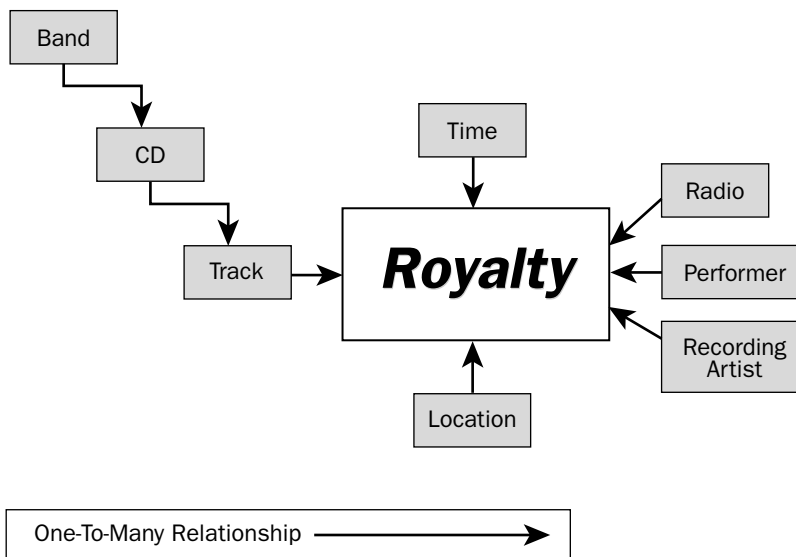 Band
CD
Track
Time
Royalty
Radio
Performer
Recording
Artist
Location
One-To-Many Relationship